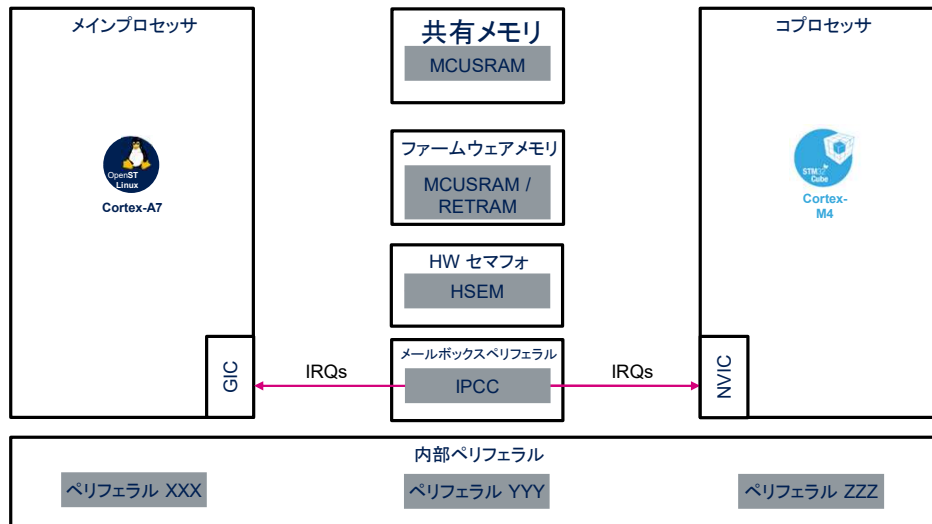 メインプロセッサ
OpenST
Linux
Cortex-A7
GIC
共有メモリ
MCUSRAM
ファームウェアメモリ
MCUSRAM /
RETRAM
HW セマフォ
HSEM
メールボックスペリフェラル
IRQs
IPCC
IRQs
コプロセッサ
STM32
Cube
Cortex-
M4
NVIC
内部ペリフェラル
ペリフェラル XXX
ペリフェラル YYY
ペリフェラル ZZZ